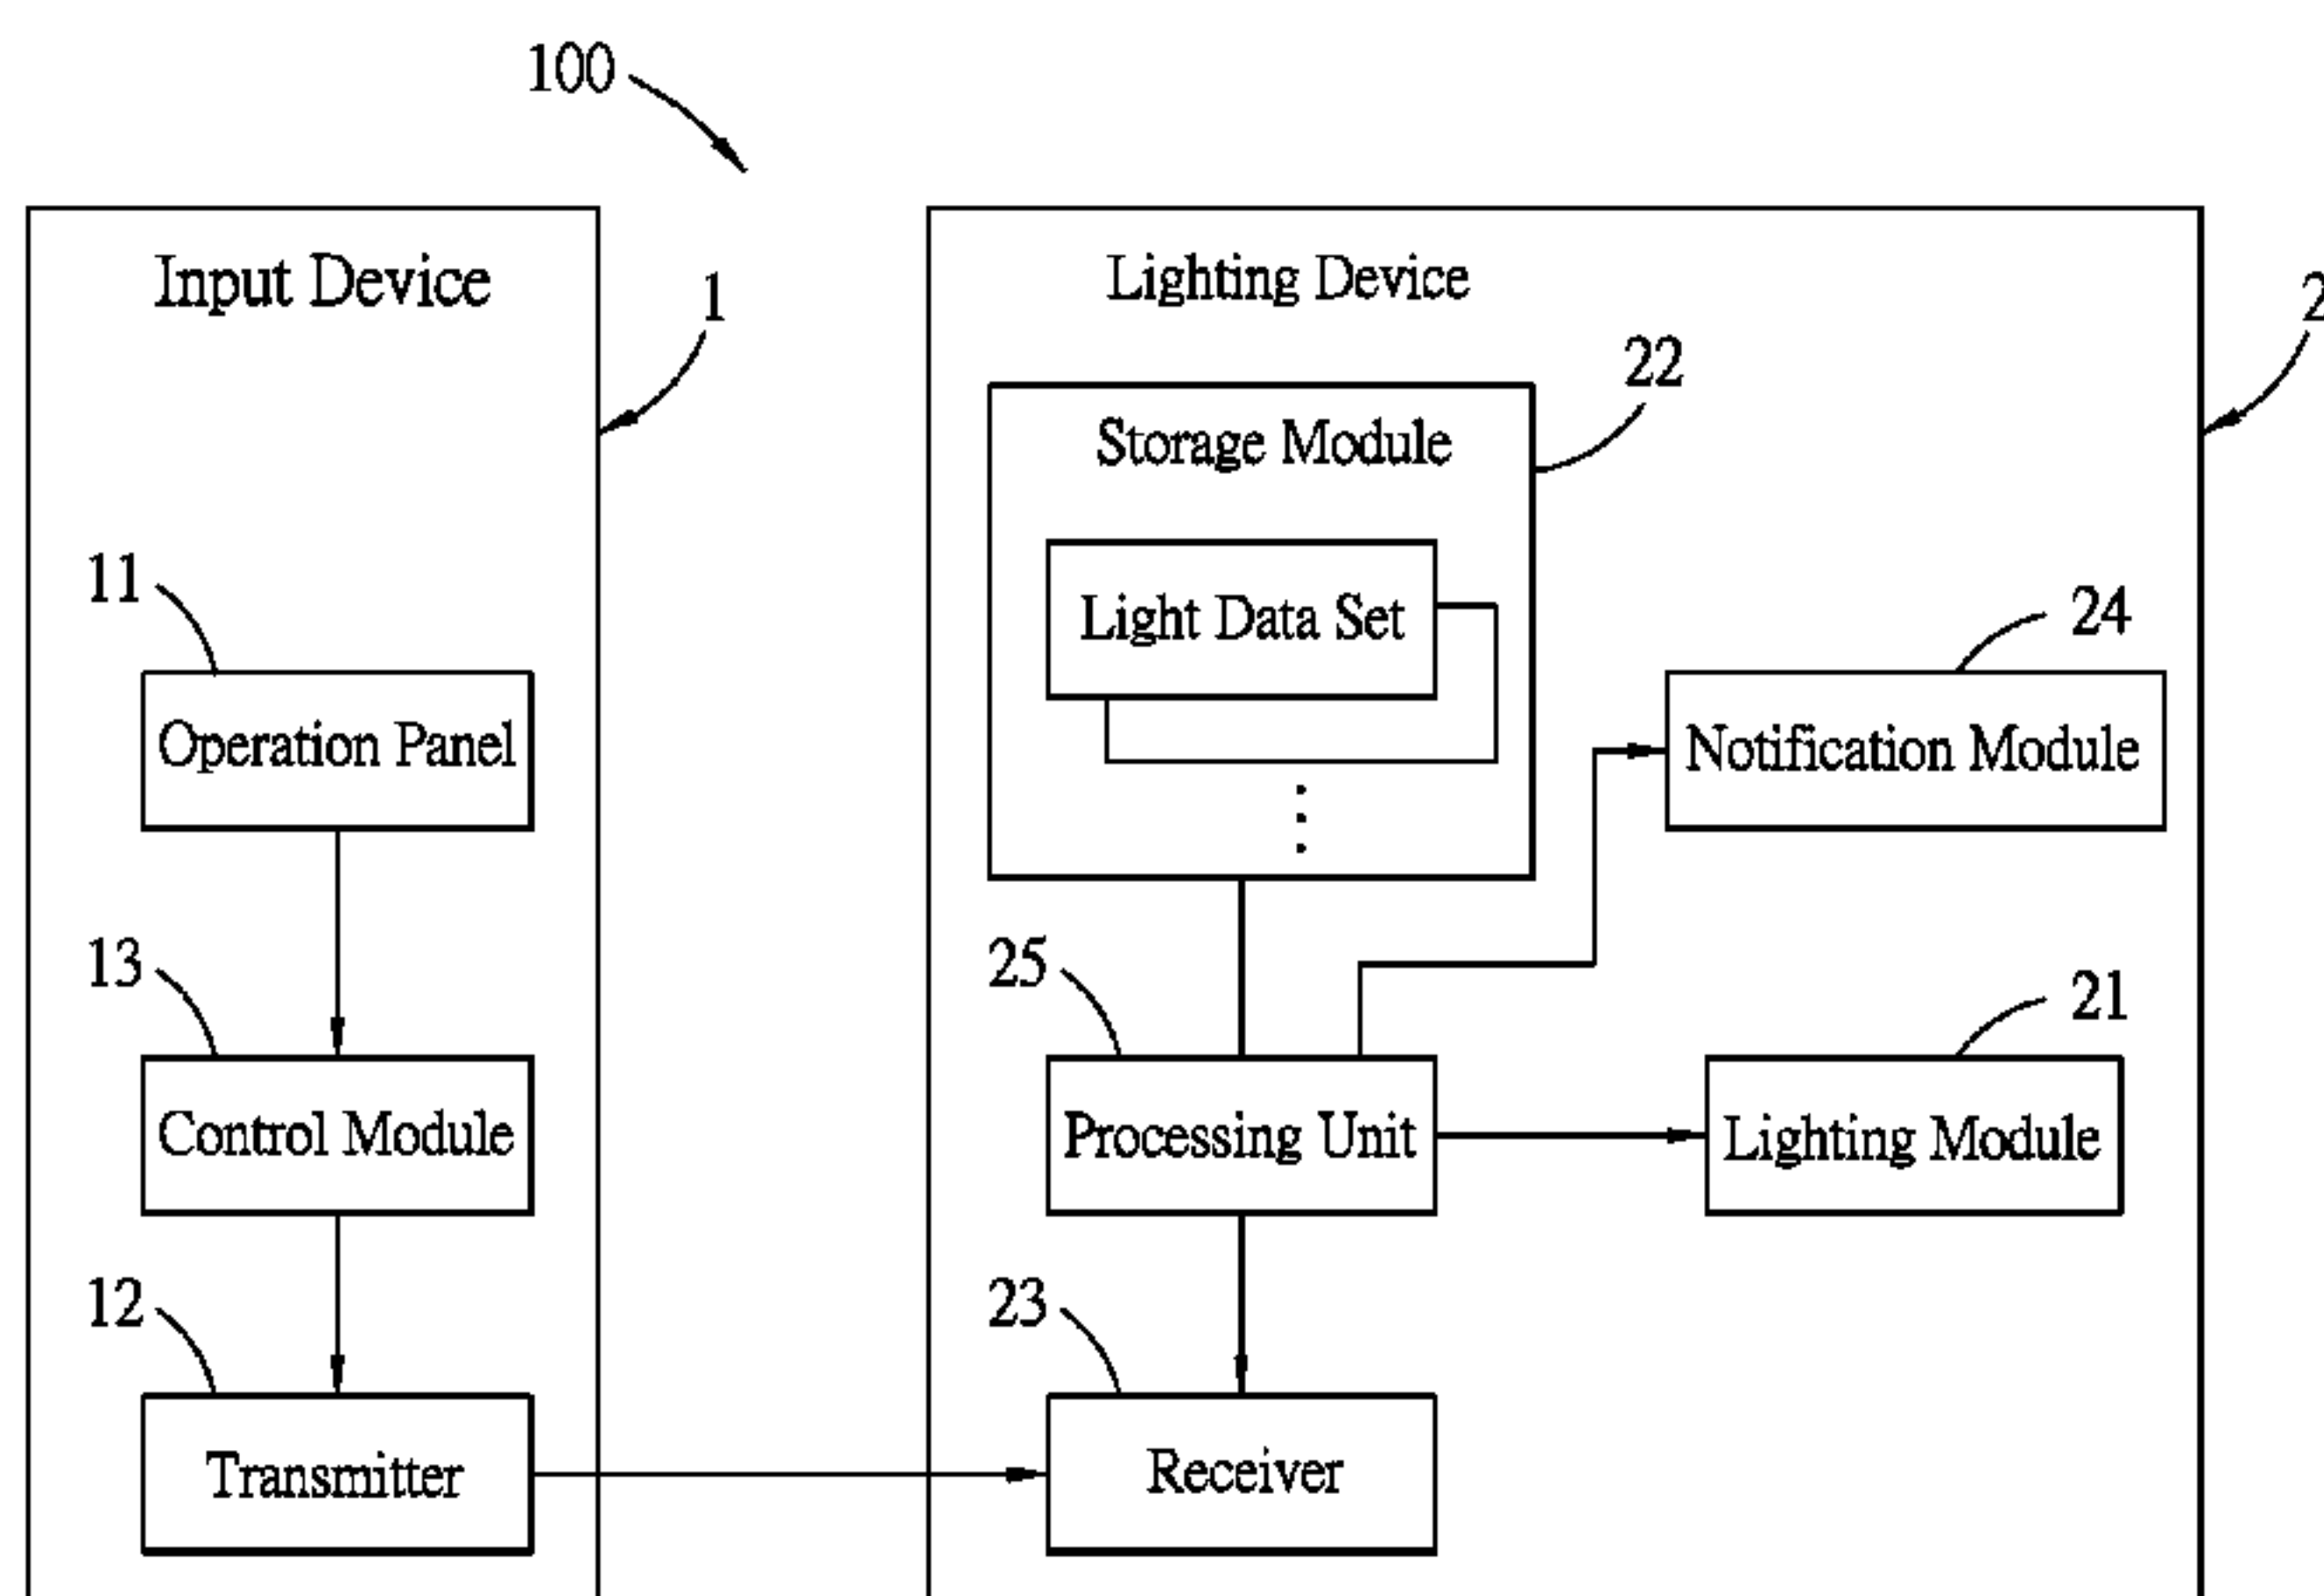 100
Input Device
1
11
Operation Panel
13
Control Module
12
Transmitter
Lighting Device
2
22
Storage Module
Light Data Set
24
Notification Module
25
Processing Unit
21
Lighting Module
23
Receiver